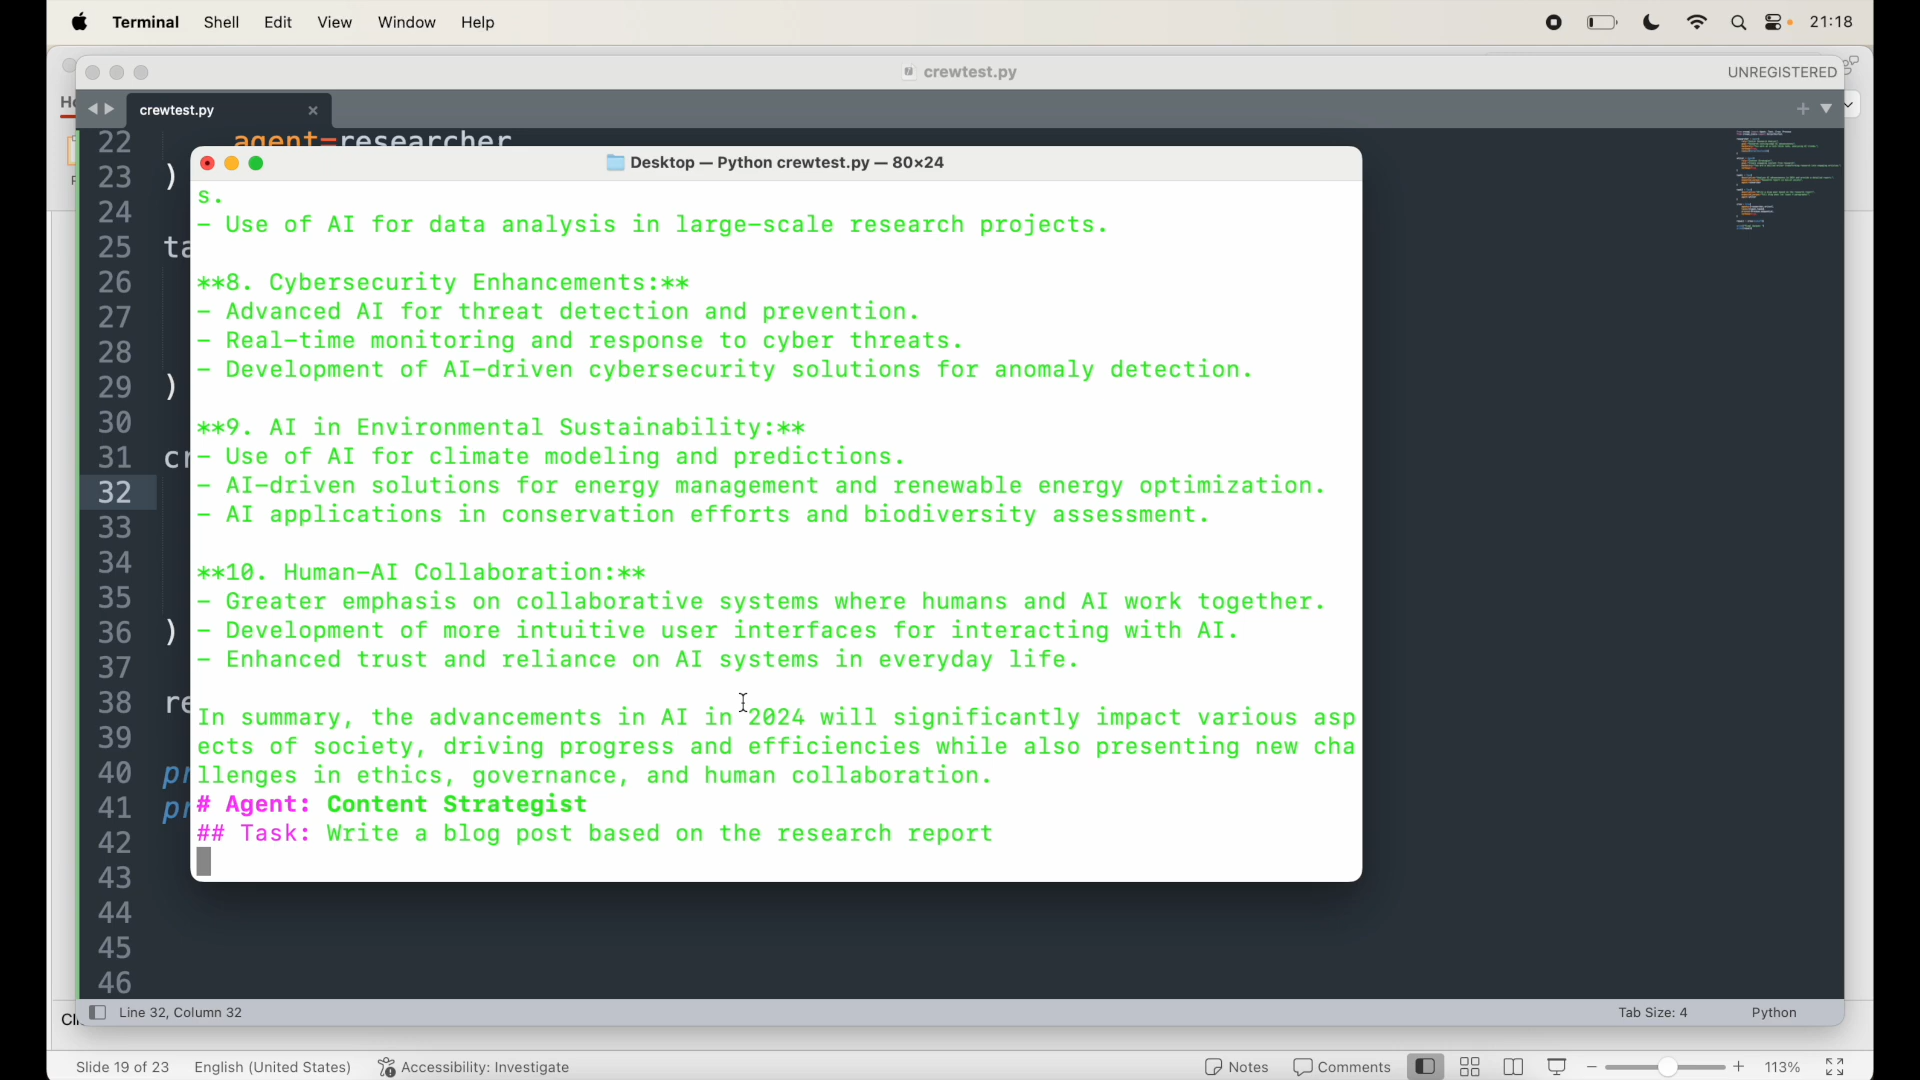 Terminal Shell Edit View Window Help 21:18
crewtest.py UNREGISTERED
crewtest.py
22 agent=researcher
23 )
24
25 ta
26
27
28
29 )
30
31 cr
32
33
34
35
36 )
37
38 re
39
40 pr
41 pr
42
43
44
45
46
Desktop — Python crewtest.py — 80×24
s.
- Use of AI for data analysis in large-scale research projects.
**8. Cybersecurity Enhancements:**
- Advanced AI for threat detection and prevention.
- Real-time monitoring and response to cyber threats.
- Development of AI-driven cybersecurity solutions for anomaly detection.
**9. AI in Environmental Sustainability:**
- Use of AI for climate modeling and predictions.
- AI-driven solutions for energy management and renewable energy optimization.
- AI applications in conservation efforts and biodiversity assessment.
**10. Human-AI Collaboration:**
- Greater emphasis on collaborative systems where humans and AI work together.
- Development of more intuitive user interfaces for interacting with AI.
- Enhanced trust and reliance on AI systems in everyday life.
In summary, the advancements in AI in 2024 will significantly impact various asp
ects of society, driving progress and efficiencies while also presenting new cha
llenges in ethics, governance, and human collaboration.
# Agent: Content Strategist
## Task: Write a blog post based on the research report
Line 32, Column 32 Tab Size: 4 Python
Slide 19 of 23 English (United States) Accessibility: Investigate Notes Comments 113%